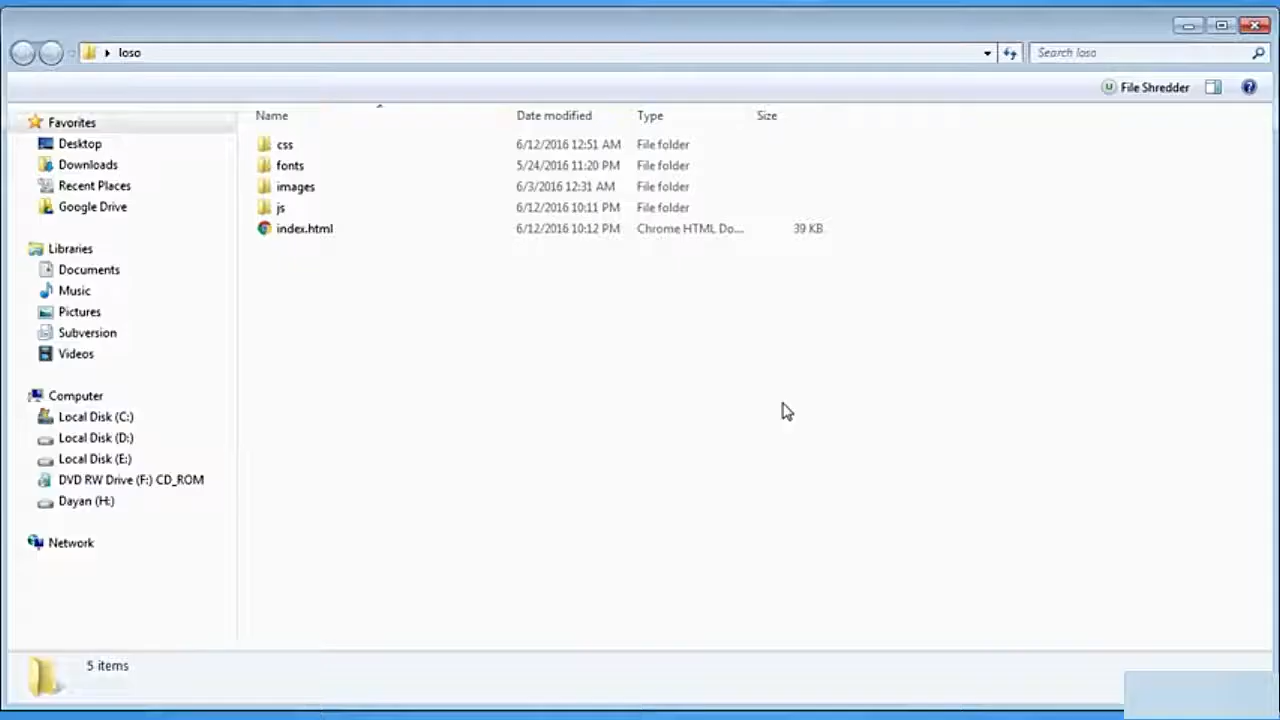 loso
Search loso
File Shredder
Name Date modified Type Size
Favorites
Desktop
Downloads
Recent Places
Google Drive
Libraries
Documents
Music
Pictures
Subversion
Videos
Computer
Local Disk (C:)
Local Disk (D:)
Local Disk (E:)
DVD RW Drive (F:) CD_ROM
Dayan (H:)
Network
css 6/12/2016 12:51 AM File folder
fonts 5/24/2016 11:20 PM File folder
images 6/3/2016 12:31 AM File folder
js 6/12/2016 10:11 PM File folder
index.html 6/12/2016 10:12 PM Chrome HTML Do... 39 KB
5 items